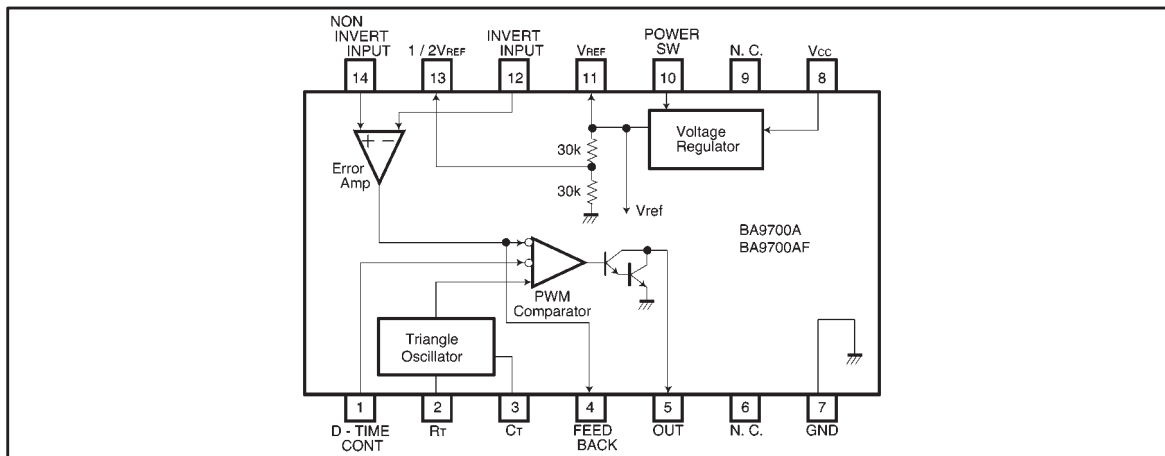 NON
INVERT
INPUT
1 / 2VREF
INVERT
INPUT
VREF
POWER
SW
N. C.
VCC
14
13
12
11
10
9
8
+ −
Error
Amp
30k
30k
Vref
Voltage
Regulator
BA9700A
BA9700AF
PWM
Comparator
Triangle
Oscillator
1
2
3
4
5
6
7
D - TIME
CONT
RT
CT
FEED
BACK
OUT
N. C.
GND